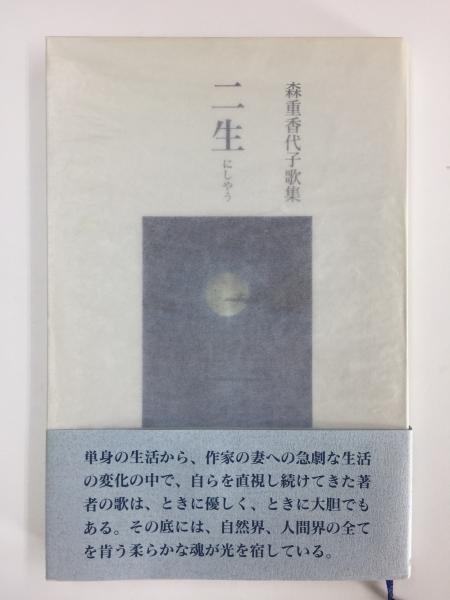 森重香代子歌集
二生
にしやう
単身の生活から、作家の妻への急劇な生活
の変化の中で、自らを直視し続けてきた著
者の歌は、ときに優しく、ときに大胆でも
ある。その底には、自然界、人間界の全て
を肯う柔らかな魂が光を宿している。